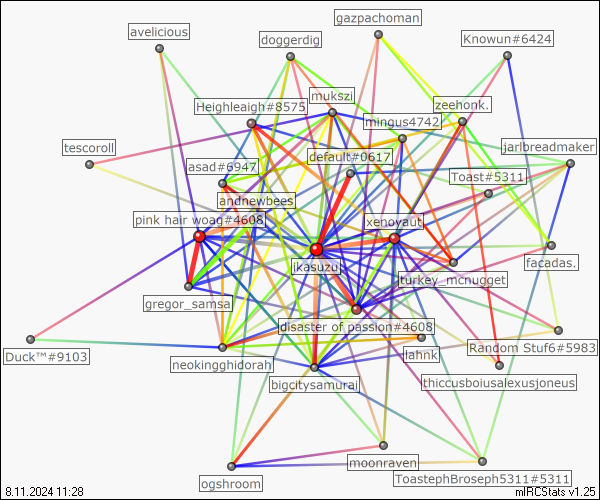 gazpachoman
avelicious
doggerdig
Knowun#6424
mukszi
Heighleaigh#8575
zeehonk.
mingus4742
tescoroll
default#0617
jarlbreadmaker
asad#6947
Toast#5311
andnewbees
pink hair woag#4608
xenoyaut
ikasuzu
facadas.
turkey_mcnugget
gregor_samsa
disaster of passion#4608
Duck™#9103
neokingghidorah
lahnk
Random Stuf6#5983
bigcitysamurai
ithiccusboiusalexusjoneus
moonraven
ogshroom
ToastephBroseph5311#5311
8.11.2024 11:28
mIRCStats v1.25